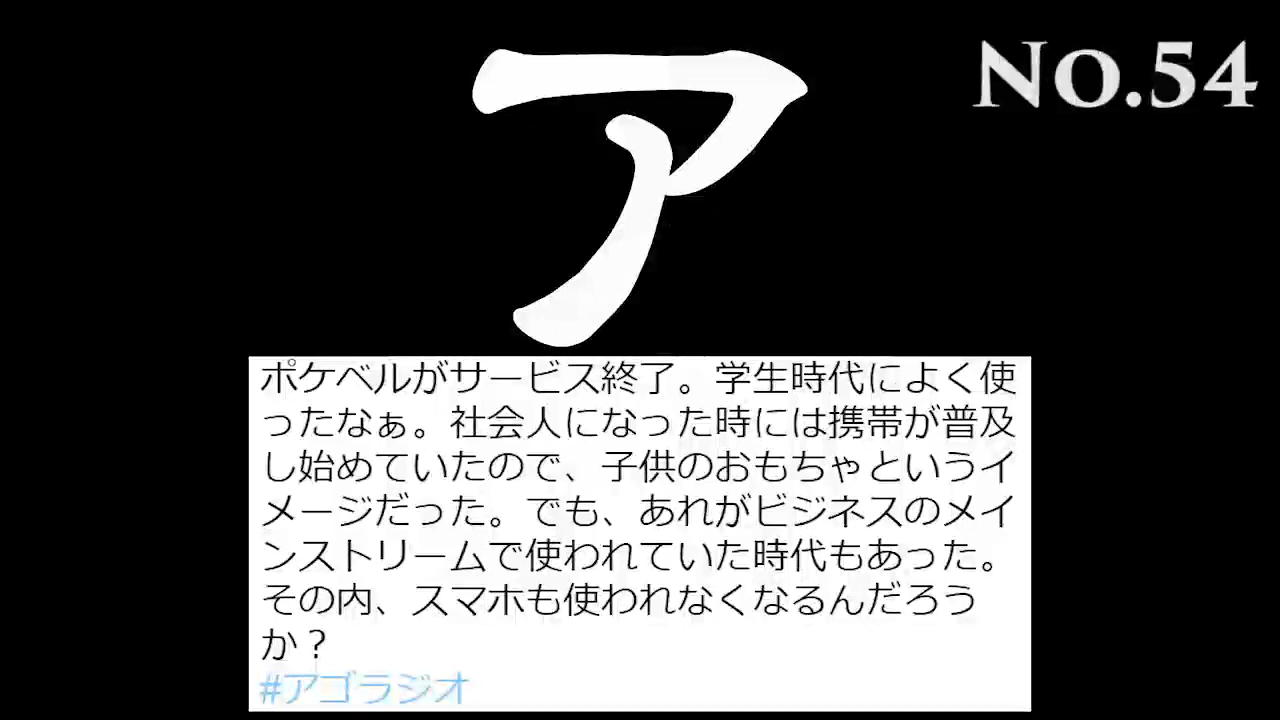 ア
No.54
ポケベルがサービス終了。学生時代によく使
ったなぁ。社会人になった時には携帯が普及
し始めていたので、子供のおもちゃというイ
メージだった。でも、あれがビジネスのメイ
ンストリームで使われていた時代もあった。
その内、スマホも使われなくなるんだろう
か？
#アゴラジオ